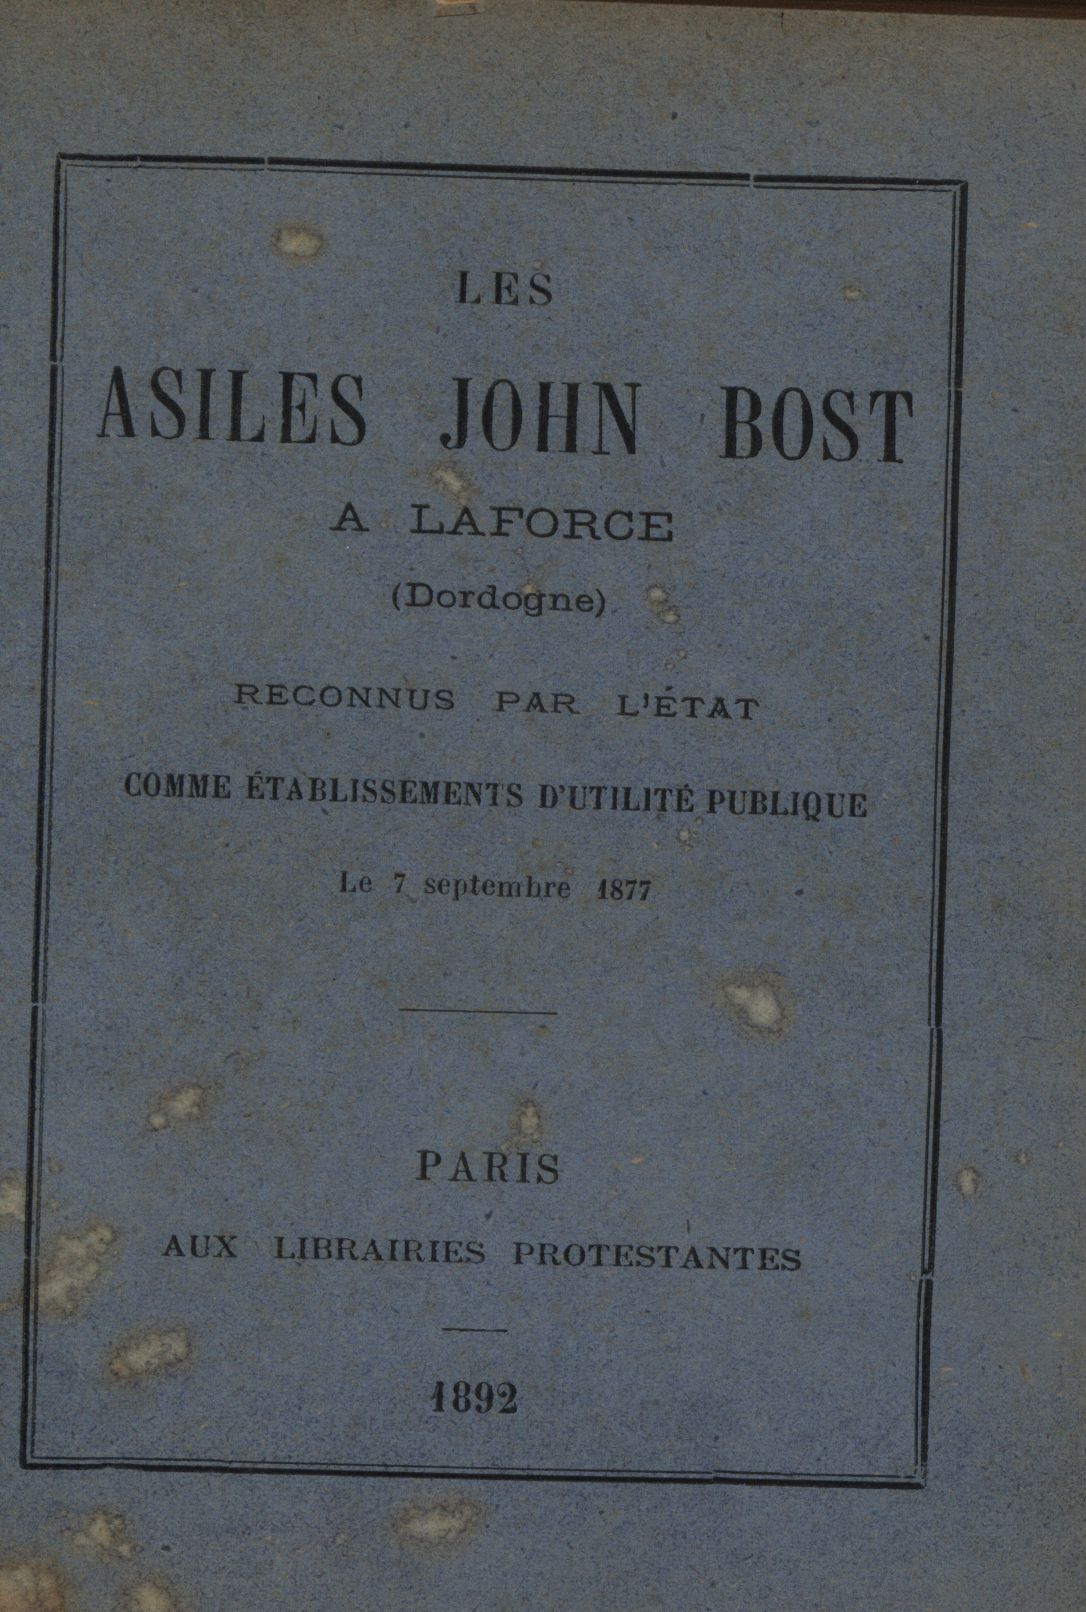 LES
ASILES JOHN BOST
A LAFORCE
(Dordogne)
RECONNUS PAR L'ÉTAT
COMME ÉTABLISSEMENTS D'UTILITÉ PUBLIQUE
Le 7 septembre 1877
PARIS
AUX LIBRAIRIES PROTESTANTES
1892